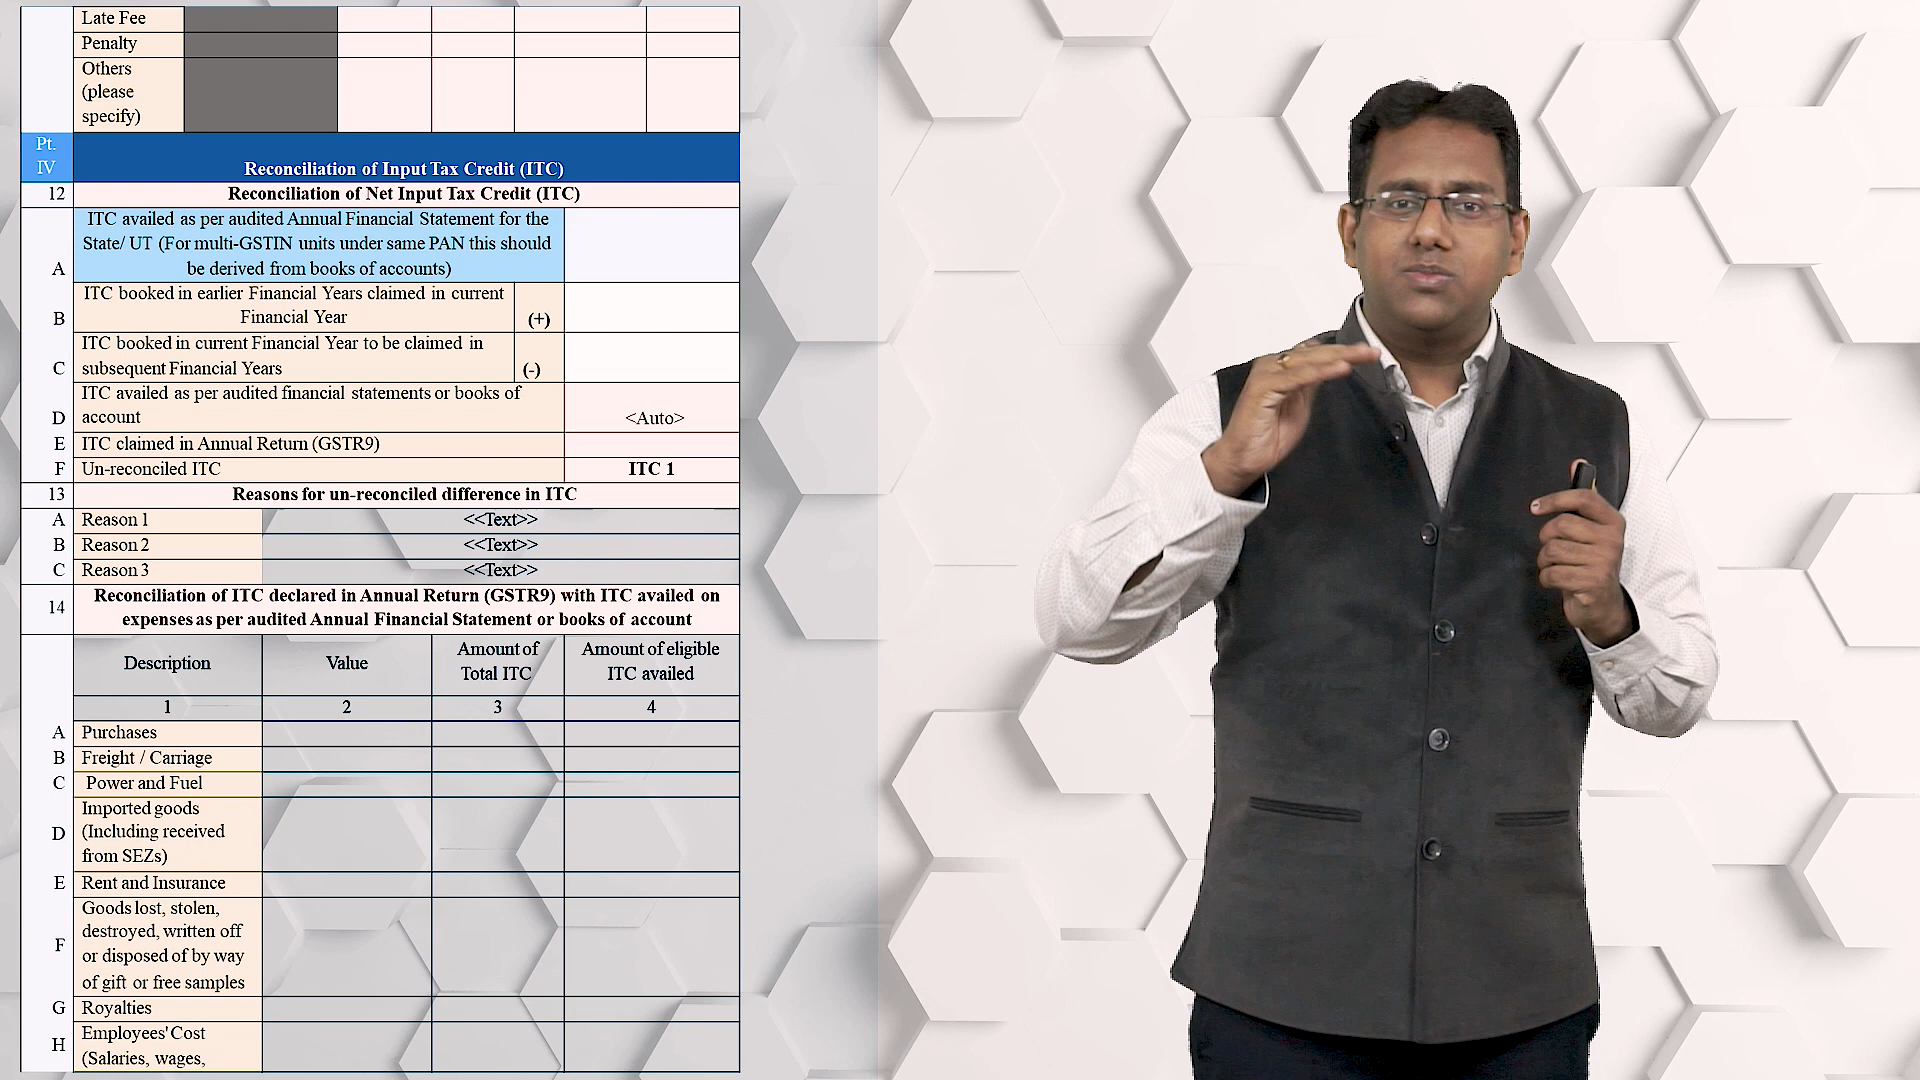 Late Fee
Penalty
Others
(please
specify)
Pt.
IV
Reconciliation of Input Tax Credit (ITC)
12 Reconciliation of Net Input Tax Credit (ITC)
ITC availed as per audited Annual Financial Statement for the
State/ UT (For multi-GSTIN units under same PAN this should
A be derived from books of accounts)
ITC booked in earlier Financial Years claimed in current
B Financial Year (+)
ITC booked in current Financial Year to be claimed in
C subsequent Financial Years (-)
ITC availed as per audited financial statements or books of
D account <Auto>
E ITC claimed in Annual Return (GSTR9)
F Un-reconciled ITC ITC 1
13 Reasons for un-reconciled difference in ITC
A Reason 1 <<Text>>
B Reason 2 <<Text>>
C Reason 3 <<Text>>
14 Reconciliation of ITC declared in Annual Return (GSTR9) with ITC availed on
expenses as per audited Annual Financial Statement or books of account
Description Value Amount of Amount of eligible
Total ITC ITC availed
1 2 3 4
A Purchases
B Freight / Carriage
C Power and Fuel
Imported goods
D (Including received
from SEZs)
E Rent and Insurance
Goods lost, stolen,
destroyed, written off
F or disposed of by way
of gift or free samples
G Royalties
Employees' Cost
H (Salaries, wages,